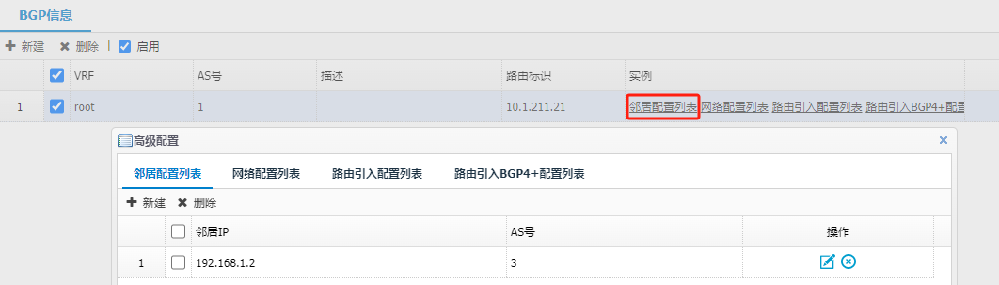 BGP信息
新建 删除 启用
VRF AS号 描述 路由标识 实例
1 root 1 10.1.211.21 邻居配置列表 网络配置列表 路由引入配置列表 路由引入BGP4+配置
高级配置
邻居配置列表 网络配置列表 路由引入配置列表 路由引入BGP4+配置列表
新建 删除
邻居IP AS号 操作
1 192.168.1.2 3